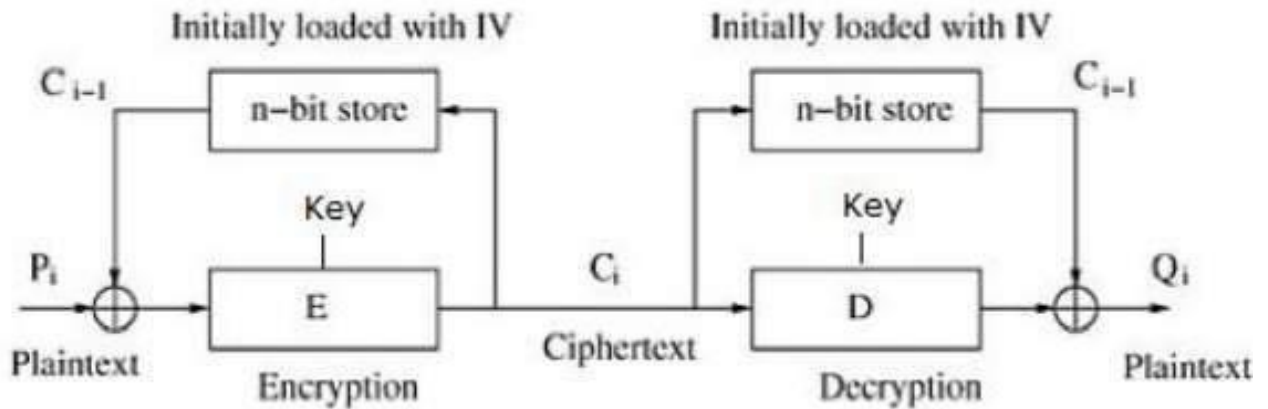 Initially loaded with IV
Initially loaded with IV
C i-1
n-bit store
n-bit store
C i-1
Key
Key
Pi
E
Ci
D
Qi
Plaintext
Encryption
Ciphertext
Decryption
Plaintext